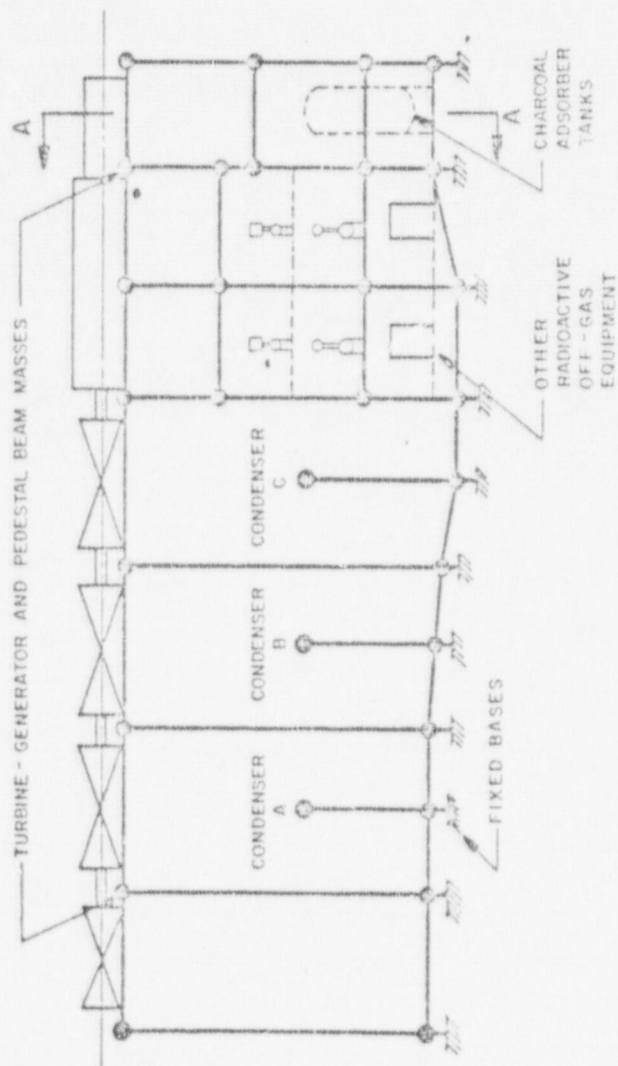 TURBINE-GENERATOR AND PEDESTAL BEAM MASSES
A
A
CONDENSER
A
CONDENSER
B
CONDENSER
C
FIXED BASES
OTHER
RADIOACTIVE
OFF-GAS
EQUIPMENT
CHARCOAL
ADSORBER
TANKS